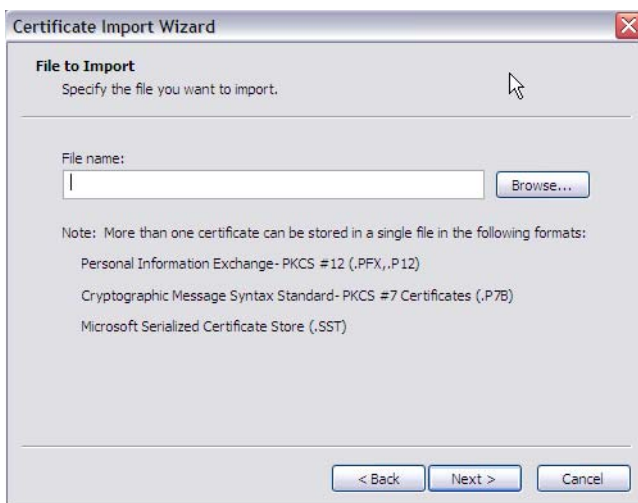 Certificate Import Wizard
File to Import
Specify the file you want to import.
File name:
Browse...
Note: More than one certificate can be stored in a single file in the following formats:
Personal Information Exchange- PKCS #12 (.PFX,.P12)
Cryptographic Message Syntax Standard- PKCS #7 Certificates (.P7B)
Microsoft Serialized Certificate Store (.SST)
< Back Next > Cancel